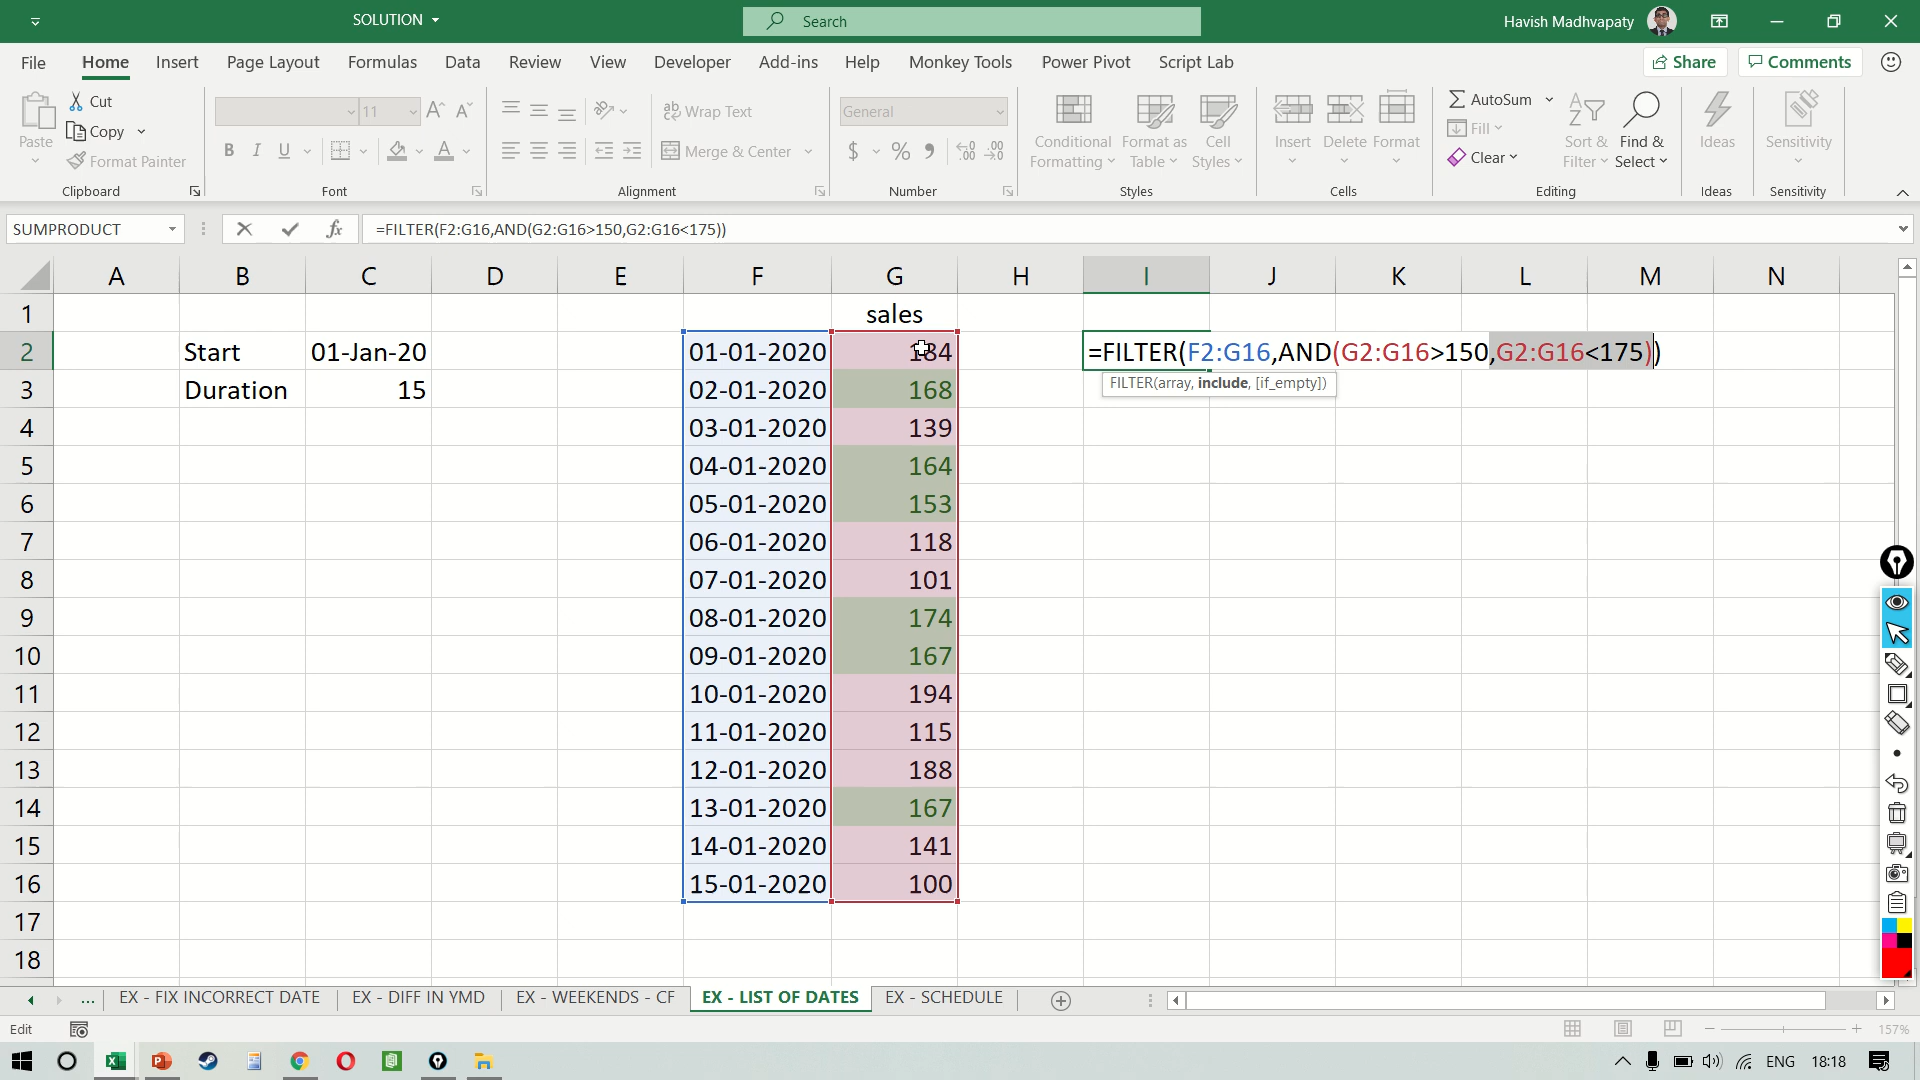 SOLUTION
Search
Havish Madhvapaty
File Home Insert Page Layout Formulas Data Review View Developer Add-ins Help Monkey Tools Power Pivot Script Lab
Share Comments
Paste
Cut
Copy
Format Painter
Clipboard
11
B I U
Font
Wrap Text
Merge & Center
Alignment
General
$ % 9
Number
Conditional Formatting
Format as Table
Cell Styles
Styles
Insert Delete Format
Cells
AutoSum
Fill
Clear
Sort & Filter
Find & Select
Editing
Ideas
Ideas
Sensitivity
Sensitivity
SUMPRODUCT fx =FILTER(F2:G16,AND(G2:G16>150,G2:G16<175))
A B C D E F G H I J K L M N
1 sales
2 Start 01-Jan-20 01-01-2020 184 =FILTER(F2:G16,AND(G2:G16>150,G2:G16<175))
FILTER(array, include, [if_empty])
3 Duration 15 02-01-2020 168
4 03-01-2020 139
5 04-01-2020 164
6 05-01-2020 153
7 06-01-2020 118
8 07-01-2020 101
9 08-01-2020 174
10 09-01-2020 167
11 10-01-2020 194
12 11-01-2020 115
13 12-01-2020 188
14 13-01-2020 167
15 14-01-2020 141
16 15-01-2020 100
17
18
... EX - FIX INCORRECT DATE EX - DIFF IN YMD EX - WEEKENDS - CF EX - LIST OF DATES EX - SCHEDULE
Edit 157%
ENG 18:18